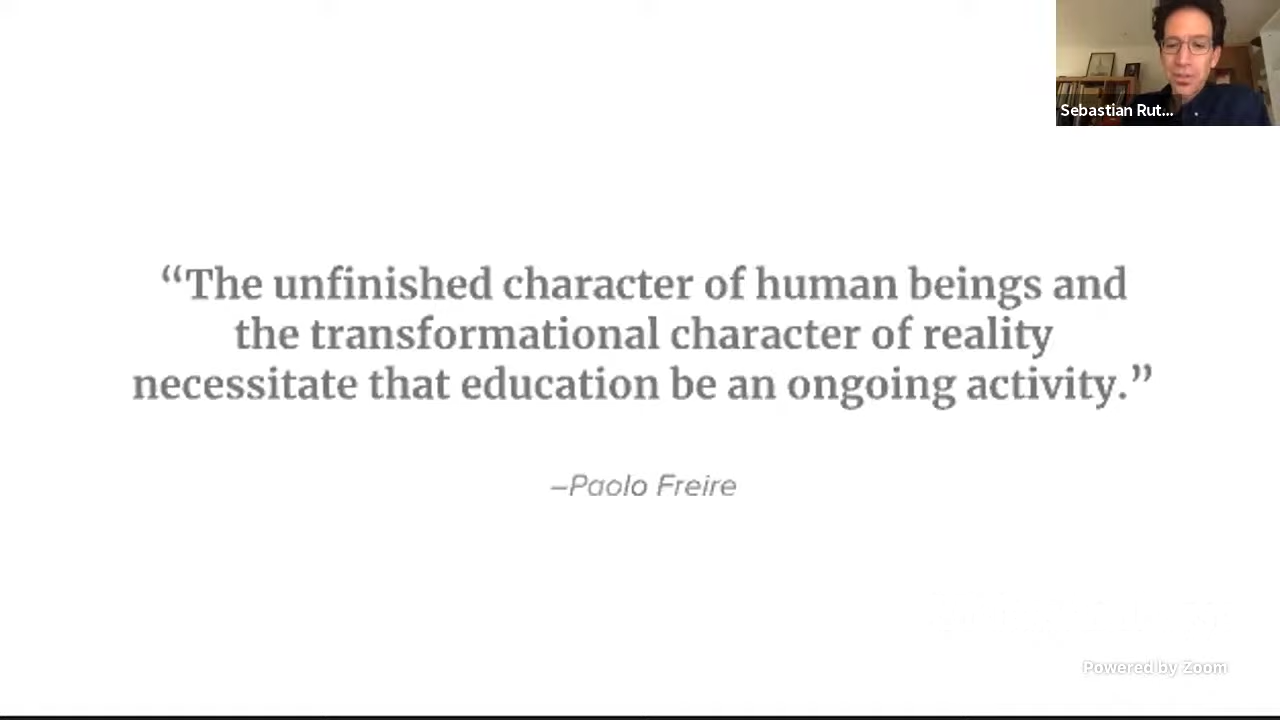 Sebastian Rut...
“The unfinished character of human beings and
the transformational character of reality
necessitate that education be an ongoing activity.”
–Paolo Freire
Powered by Zoom